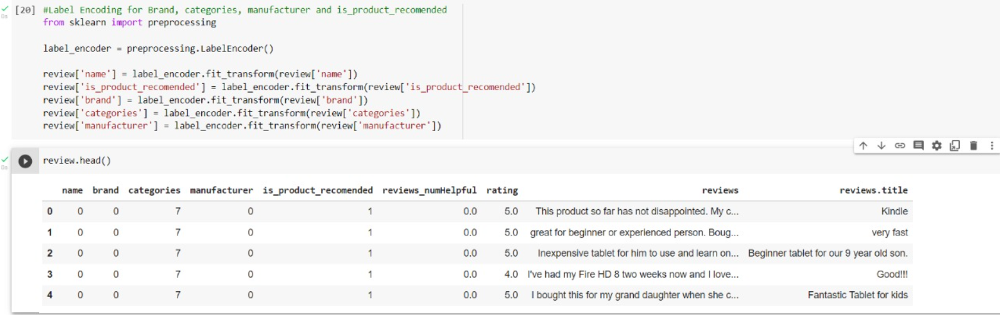 [20] #Label Encoding for Brand, categories, manufacturer and is_product_recomended
from sklearn import preprocessing
label_encoder = preprocessing.LabelEncoder()
review['name'] = label_encoder.fit_transform(review['name'])
review['is_product_recomended'] = label_encoder.fit_transform(review['is_product_recomended'])
review['brand'] = label_encoder.fit_transform(review['brand'])
review['categories'] = label_encoder.fit_transform(review['categories'])
review['manufacturer'] = label_encoder.fit_transform(review['manufacturer'])
0s
review.head()
0s
name brand categories manufacturer is_product_recomended reviews_numHelpful rating reviews reviews.title
0 0 0 7 0 1 0.0 5.0 This product so far has not disappointed. My c... Kindle
1 0 0 7 0 1 0.0 5.0 great for beginner or experienced person. Boug... very fast
2 0 0 7 0 1 0.0 5.0 Inexpensive tablet for him to use and learn on... Beginner tablet for our 9 year old son.
3 0 0 7 0 1 0.0 4.0 I've had my Fire HD 8 two weeks now and I love... Good!!!
4 0 0 7 0 1 0.0 5.0 I bought this for my grand daughter when she c... Fantastic Tablet for kids